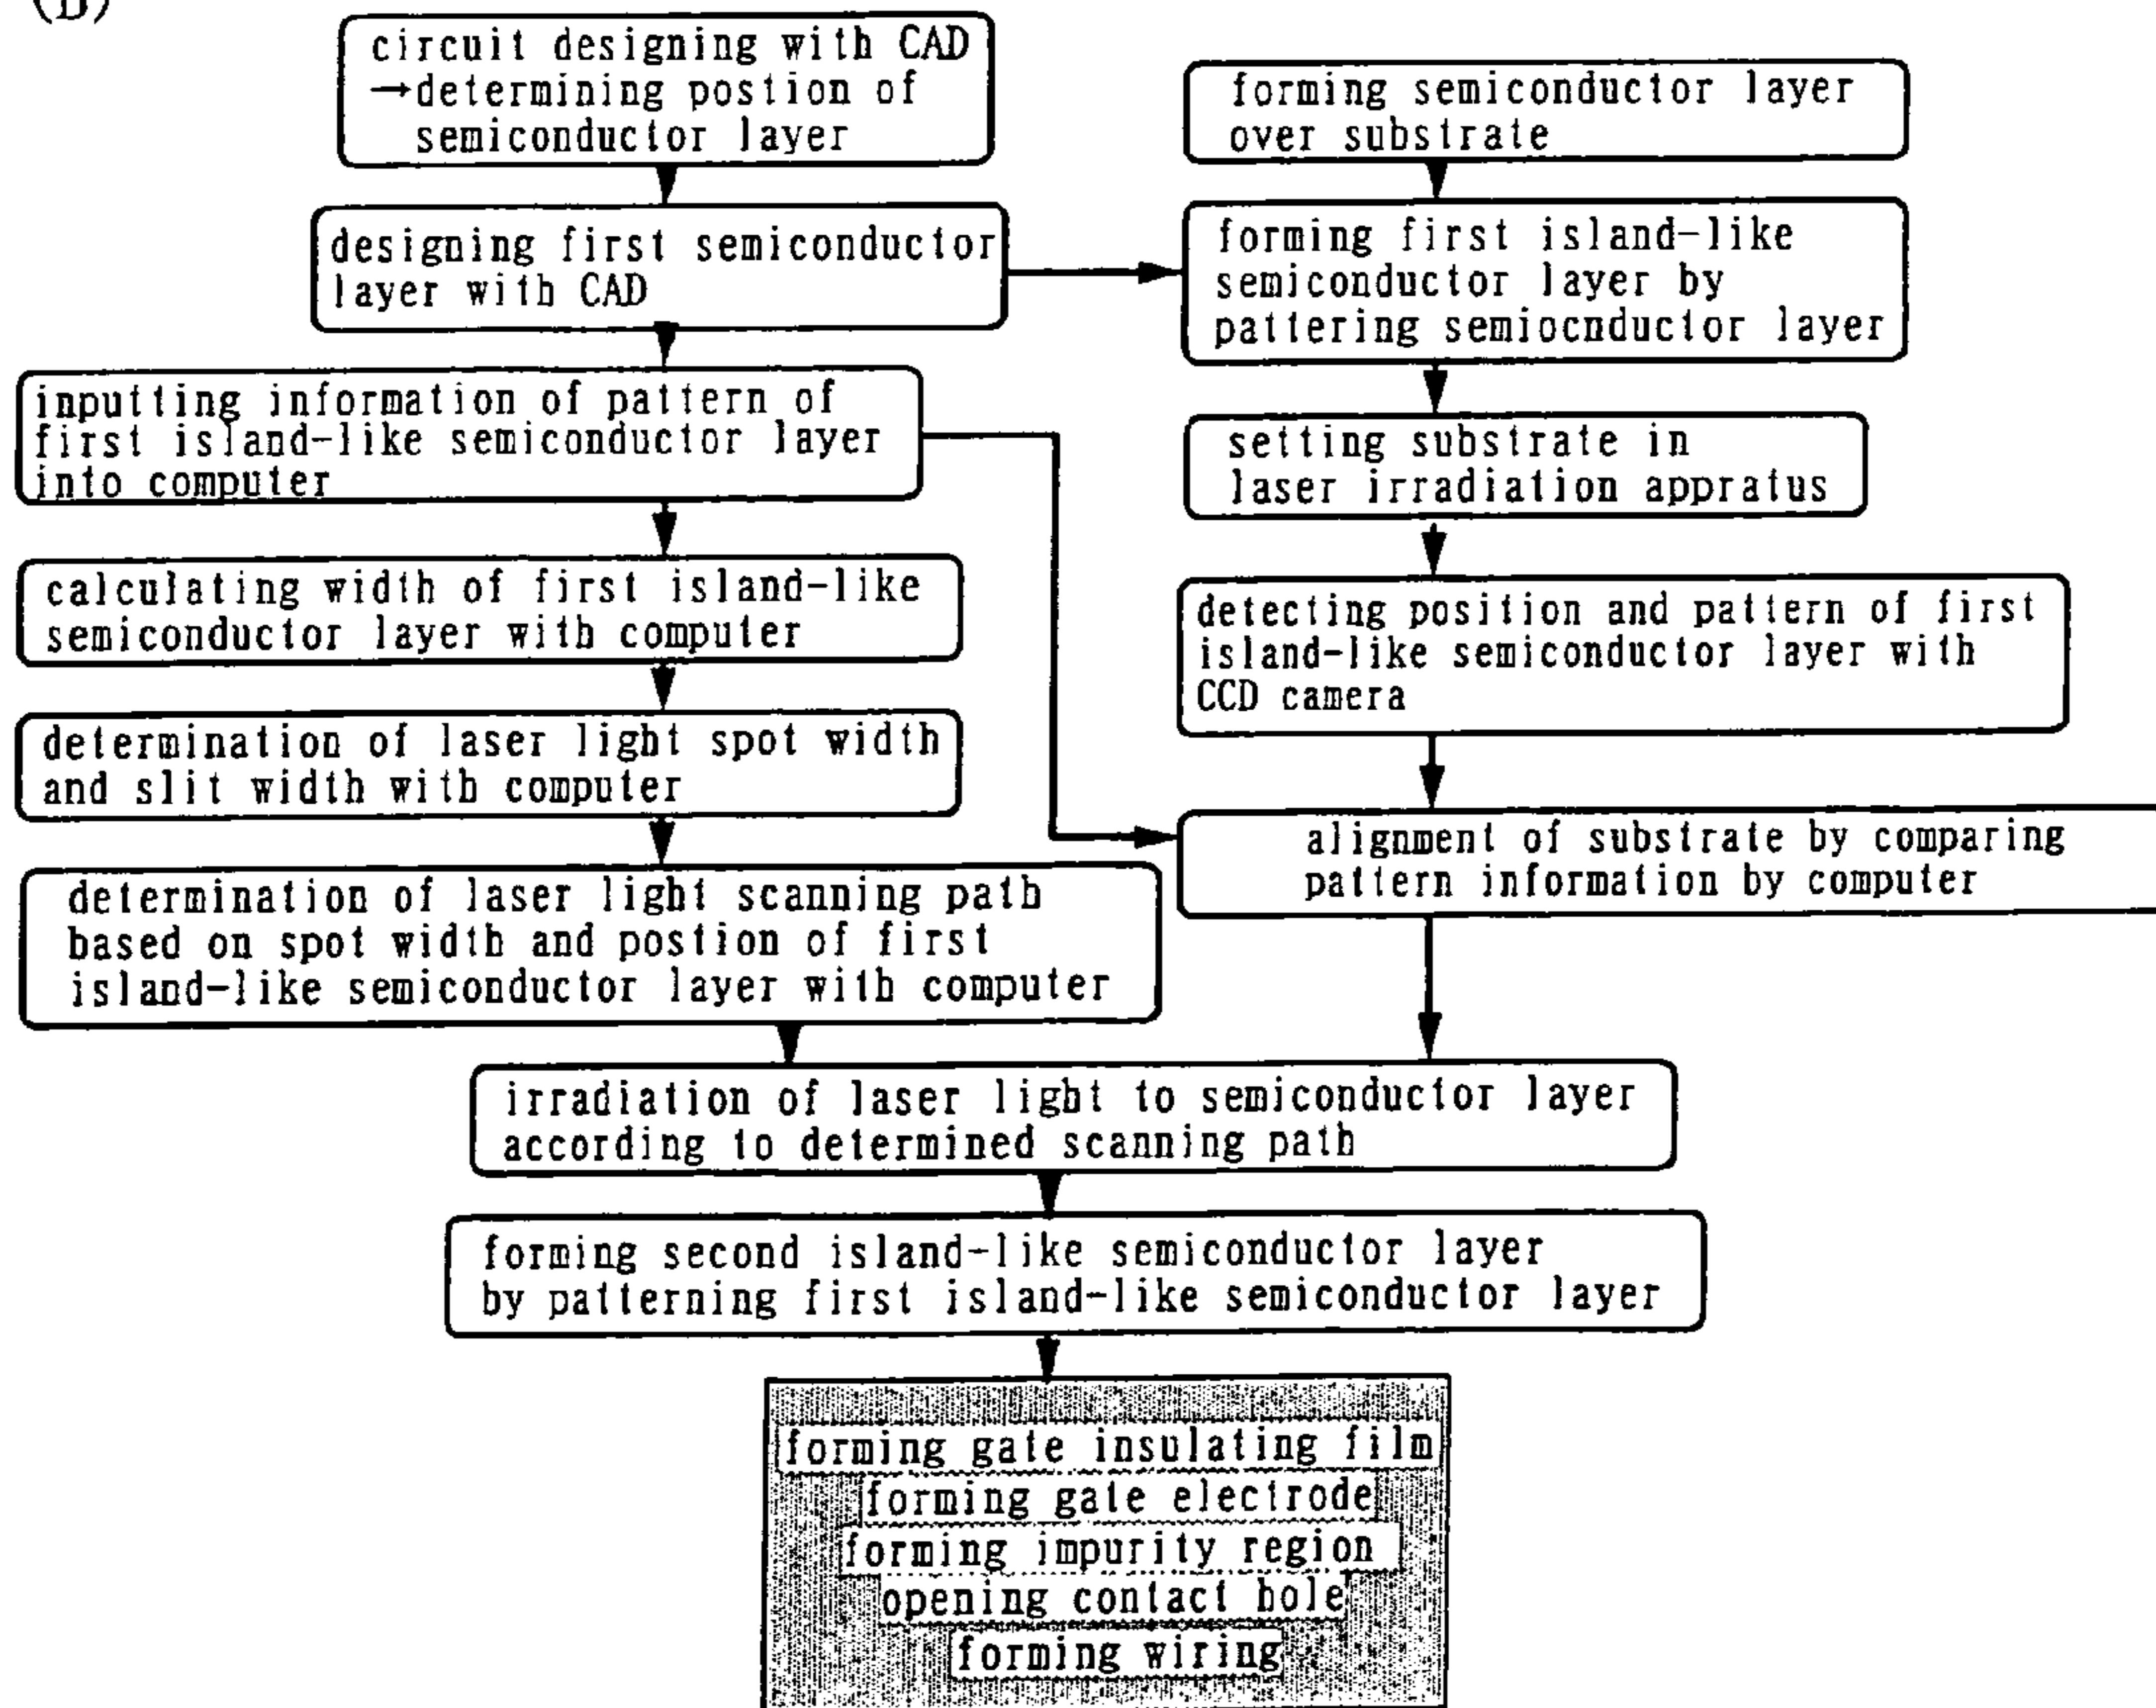 (B)
circuit designing with CAD
→determining postion of
semiconductor layer
designing first semiconductor
layer with CAD
inputting information of pattern of
first island-like semiconductor layer
into computer
calculating width of first island-like
semiconductor layer with computer
determination of laser light spot width
and slit width with computer
determination of laser light scanning path
based on spot width and postion of first
island-like semiconductor layer with computer
forming semiconductor layer
over substrate
forming first island-like
semiconductor layer by
pattering semiocnductor layer
setting substrate in
laser irradiation appratus
detecting position and pattern of first
island-like semiconductor layer with
CCD camera
alignment of substrate by comparing
pattern information by computer
irradiation of laser light to semiconductor layer
according to determined scanning path
forming second island-like semiconductor layer
by patterning first island-like semiconductor layer
forming gate insulating film
forming gate electrode
forming impurity region
opening contact hole
forming wiring